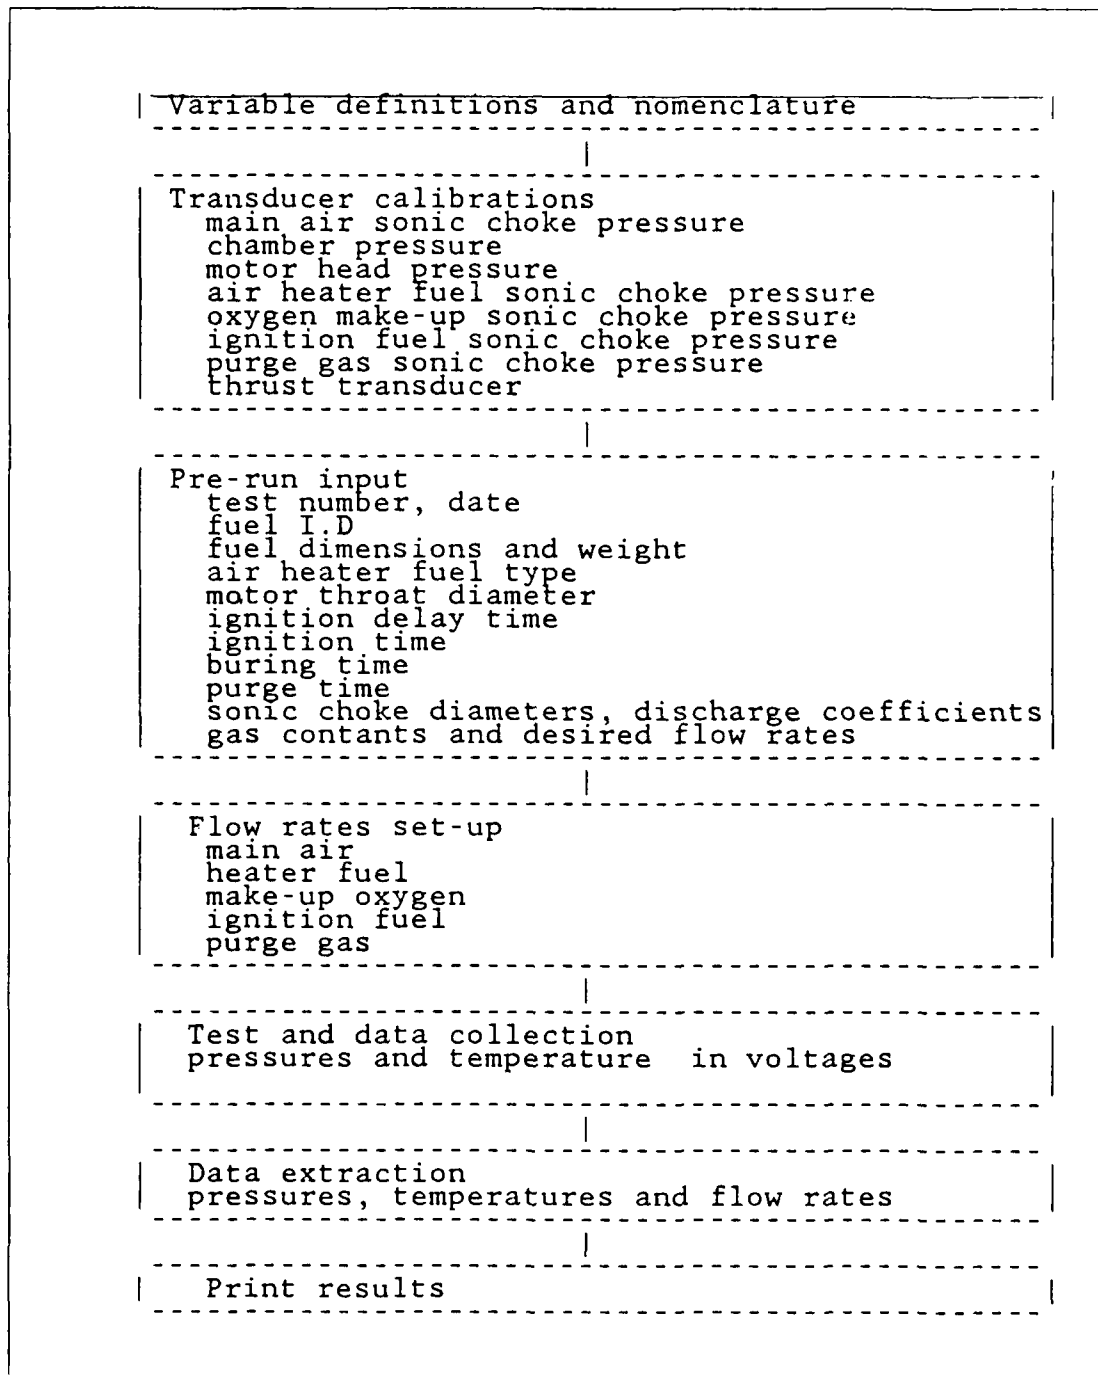 Variable definitions and nomenclature
Transducer calibrations
main air sonic choke pressure
chamber pressure
motor head pressure
air heater fuel sonic choke pressure
oxygen make-up sonic choke pressure
ignition fuel sonic choke pressure
purge gas sonic choke pressure
thrust transducer
Pre-run input
test number, date
fuel I.D
fuel dimensions and weight
air heater fuel type
motor throat diameter
ignition delay time
ignition time
buring time
purge time
sonic choke diameters, discharge coefficients
gas contants and desired flow rates
Flow rates set-up
main air
heater fuel
make-up oxygen
ignition fuel
purge gas
Test and data collection
pressures and temperature in voltages
Data extraction
pressures, temperatures and flow rates
Print results